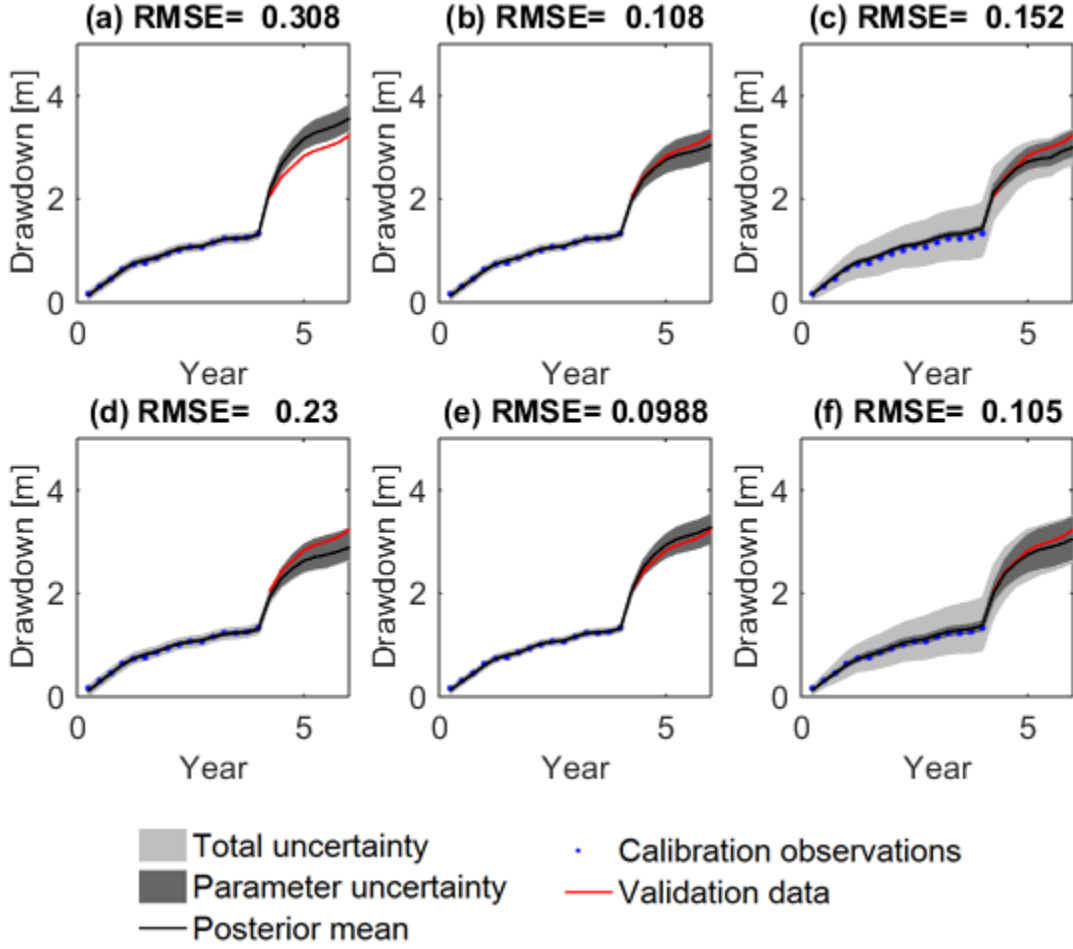 (a) RMSE= 0.308
(b) RMSE= 0.108
(c) RMSE= 0.152
Drawdown [m]
4
2
0
0
5
Year
Drawdown [m]
4
2
0
0
5
Year
Drawdown [m]
4
2
0
0
5
Year
(d) RMSE= 0.23
(e) RMSE= 0.0988
(f) RMSE= 0.105
Drawdown [m]
4
2
0
0
5
Year
Drawdown [m]
4
2
0
0
5
Year
Drawdown [m]
4
2
0
0
5
Year
Total uncertainty
Parameter uncertainty
Posterior mean
Calibration observations
Validation data